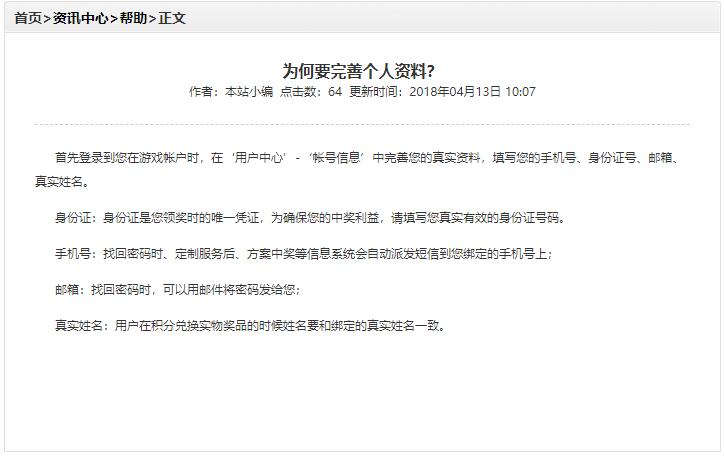 首页>资讯中心>帮助>正文
为何要完善个人资料?
作者：本站小编 点击数：64 更新时间：2018年04月13日 10:07
首先登录到您在游戏帐户时，在‘用户中心’-‘帐号信息’中完善您的真实资料，填写您的手机号、身份证号、邮箱、
真实姓名。
身份证：身份证是您领奖时的唯一凭证，为确保您的中奖利益，请填写您真实有效的身份证号码。
手机号：找回密码时、定制服务后、方案中奖等信息系统会自动派发短信到您绑定的手机号上；
邮箱：找回密码时，可以用邮件将密码发给您；
真实姓名：用户在积分兑换实物奖品的时候姓名要和绑定的真实姓名一致。